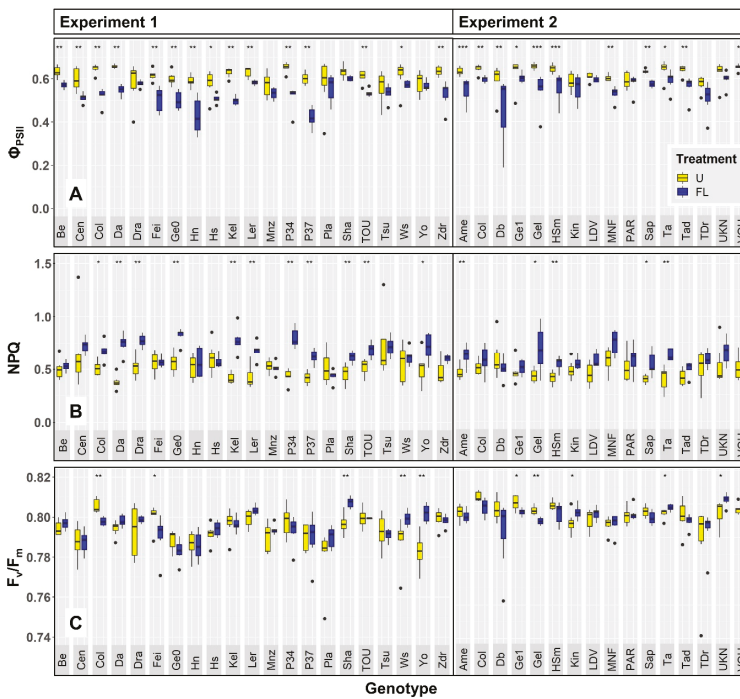 Experiment 1
Experiment 2
** ** ** ** ** ** ** * ** ** ** ** ** * **
*** ** ** * *** *** ** ** * **
Φ_PSII
0.6
0.4
0.2
0.0
A
Treatment
U
FL
Be Cen Col Da Dra Fei Ge0 Hn Hs Kel Ler Mnz P34 P37 Pla Sha TOU Tsu Ws Yo Zdr
Ame Col Db Ge1 Gel HSm Kin LDV MNF PAR Sap Ta Tad TDr UKN
* ** ** ** ** ** ** ** ** ** *
** * ** * **
NPQ
1.5
1.0
0.5
0.0
B
Be Cen Col Da Dra Fei Ge0 Hn Hs Kel Ler Mnz P34 P37 Pla Sha TOU Tsu Ws Yo Zdr
Ame Col Db Ge1 Gel HSm Kin LDV MNF PAR Sap Ta Tad TDr UKN
** * ** ** **
* ** * * *
Fv/Fm
0.82
0.80
0.78
0.76
0.74
C
Be Cen Col Da Dra Fei Ge0 Hn Hs Kel Ler Mnz P34 P37 Pla Sha TOU Tsu Ws Yo Zdr
Ame Col Db Ge1 Gel HSm Kin LDV MNF PAR Sap Ta Tad TDr UKN
Genotype